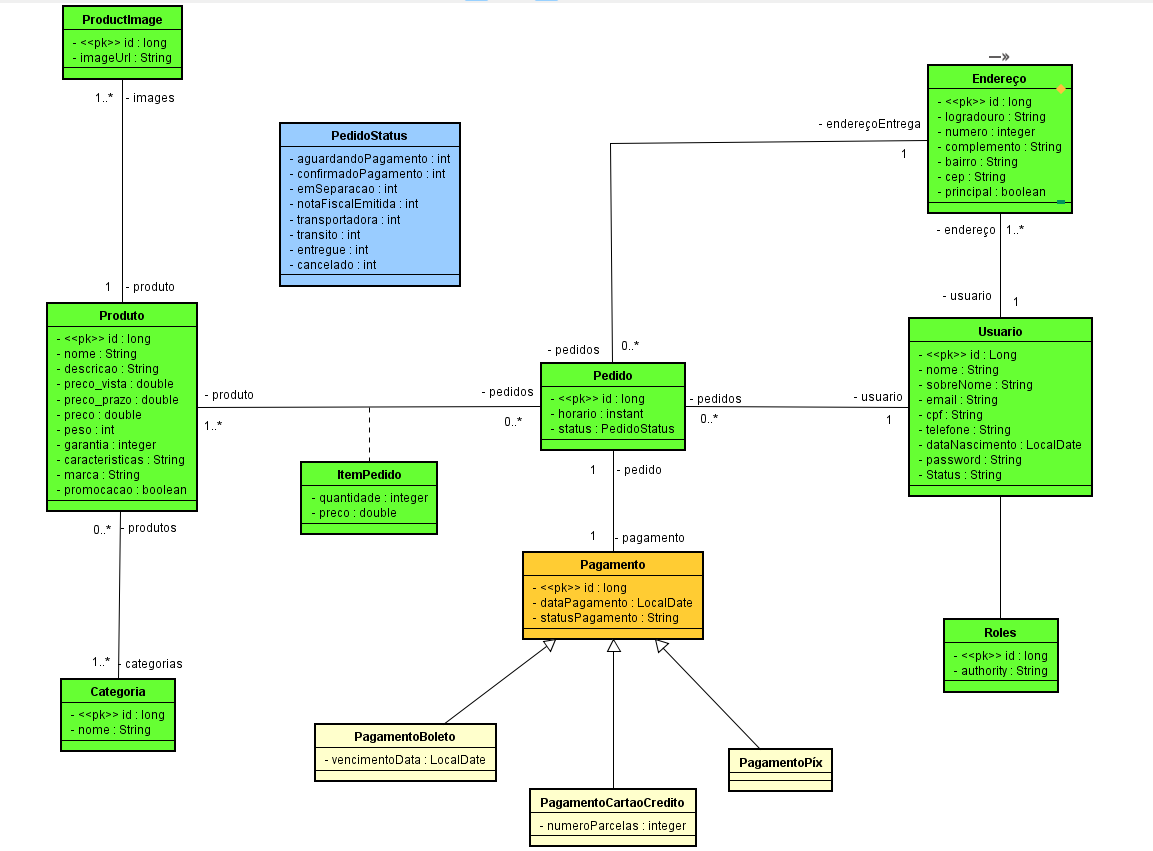 ProductImage
- <<pk>> id : long
- imageUrl : String
1..*
- images
1
- produto
PedidoStatus
- aguardandoPagamento : int
- confirmadoPagamento : int
- emSeparacao : int
- notaFiscalEmitida : int
- transportadora : int
- transito : int
- entregue : int
- cancelado : int
Endereço
- <<pk>> id : long
- logradouro : String
- numero : integer
- complemento : String
- bairro : String
- cep : String
- principal : boolean
- endereçoEntrega
1
- endereço
1..*
- usuario
1
Produto
- <<pk>> id : long
- nome : String
- descricao : String
- preco_vista : double
- preco_prazo : double
- preco : double
- peso : int
- garantia : integer
- caracteristicas : String
- marca : String
- promocacao : boolean
- produto
1..*
- pedidos
0..*
- pedidos
0..*
Pedido
- <<pk>> id : long
- horario : instant
- status : PedidoStatus
- pedidos
0..*
- usuario
1
Usuario
- <<pk>> id : Long
- nome : String
- sobreNome : String
- email : String
- cpf : String
- telefone : String
- dataNascimento : LocalDate
- password : String
- Status : String
ItemPedido
- quantidade : integer
- preco : double
1
- pedido
1
- pagamento
0..*
- produtos
1..*
- categorias
Pagamento
- <<pk>> id : long
- dataPagamento : LocalDate
- statusPagamento : String
Roles
- <<pk>> id : long
- authority : String
Categoria
- <<pk>> id : long
- nome : String
PagamentoBoleto
- vencimentoData : LocalDate
PagamentoPíx
PagamentoCartaoCredito
- numeroParcelas : integer